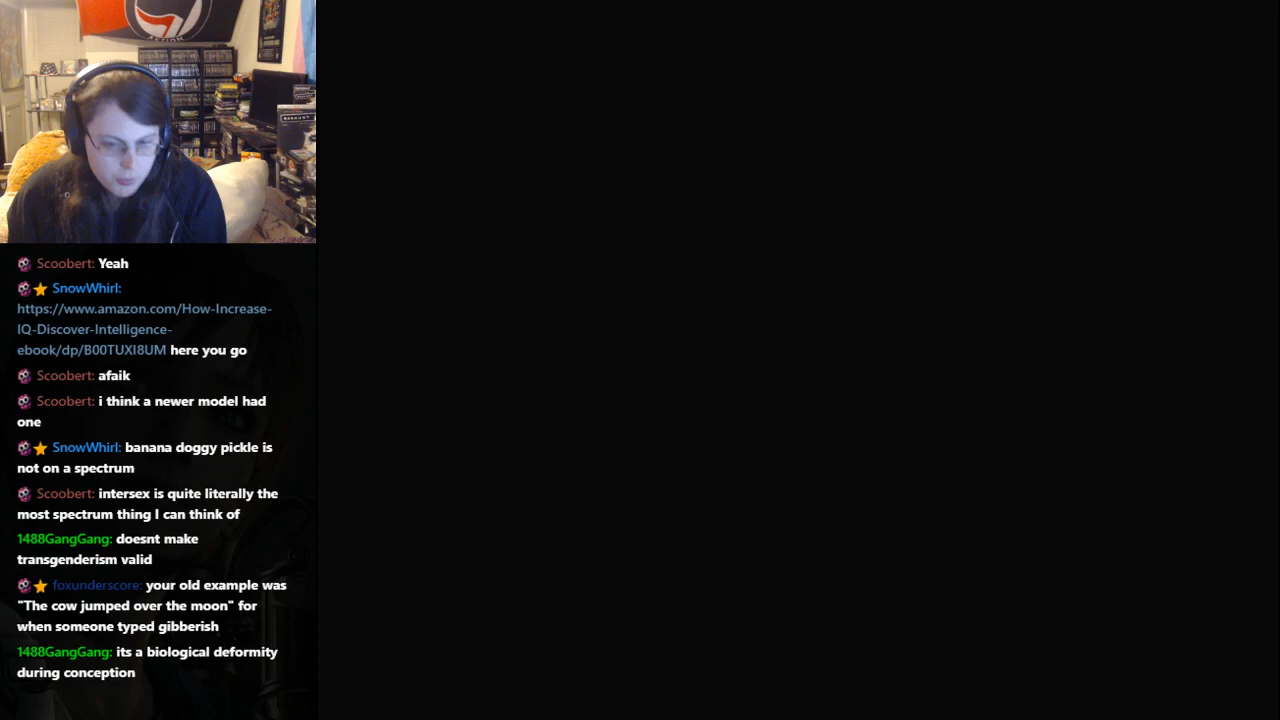 ACTION
MANHUNT
Scoobert: Yeah
SnowWhirl:
https://www.amazon.com/How-Increase-
IQ-Discover-Intelligence-
ebook/dp/B00TUXI8UM here you go
Scoobert: afaik
Scoobert: i think a newer model had
one
SnowWhirl: banana doggy pickle is
not on a spectrum
Scoobert: intersex is quite literally the
most spectrum thing I can think of
1488GangGang: doesnt make
transgenderism valid
foxunderscore: your old example was
"The cow jumped over the moon" for
when someone typed gibberish
1488GangGang: its a biological deformity
during conception